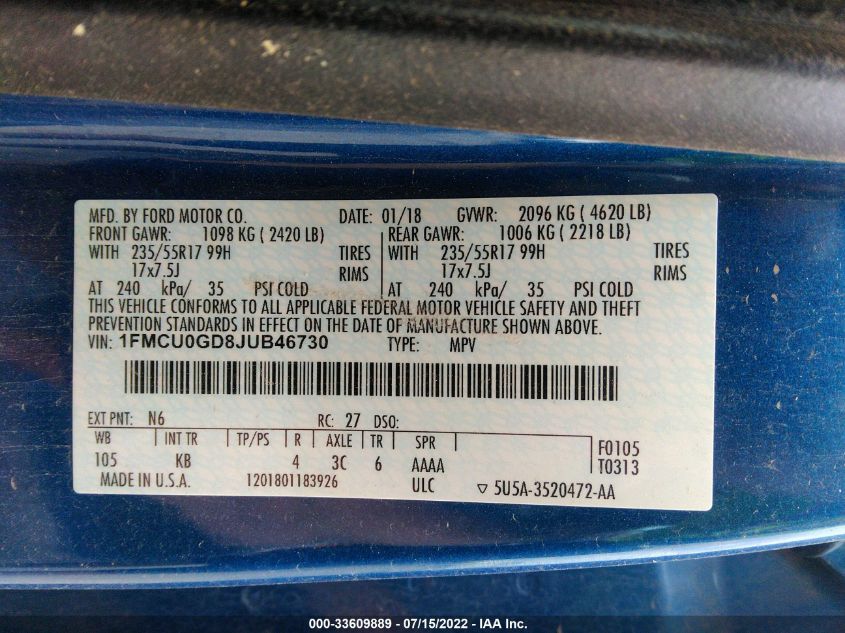 MFD. BY FORD MOTOR CO. DATE: 01/18 GVWR: 2096 KG ( 4620 LB)
FRONT GAWR: 1098 KG ( 2420 LB) REAR GAWR: 1006 KG ( 2218 LB)
WITH 235/55R17 99H TIRES WITH 235/55R17 99H TIRES
17x7.5J RIMS 17x7.5J RIMS
AT 240 kPa/ 35 PSI COLD AT 240 kPa/ 35 PSI COLD
THIS VEHICLE CONFORMS TO ALL APPLICABLE FEDERAL MOTOR VEHICLE SAFETY AND THEFT
PREVENTION STANDARDS IN EFFECT ON THE DATE OF MANUFACTURE SHOWN ABOVE.
VIN: 1FMCU0GD8JUB46730 TYPE: MPV
EXT PNT: N6 RC: 27 DSO:
WB INT TR TP/PS R AXLE TR SPR F0105
105 KB 4 3C 6 AAAA T0313
MADE IN U.S.A. 1201801183926 ULC ▽ 5U5A-3520472-AA
000-33609889 - 07/15/2022 - IAA Inc.